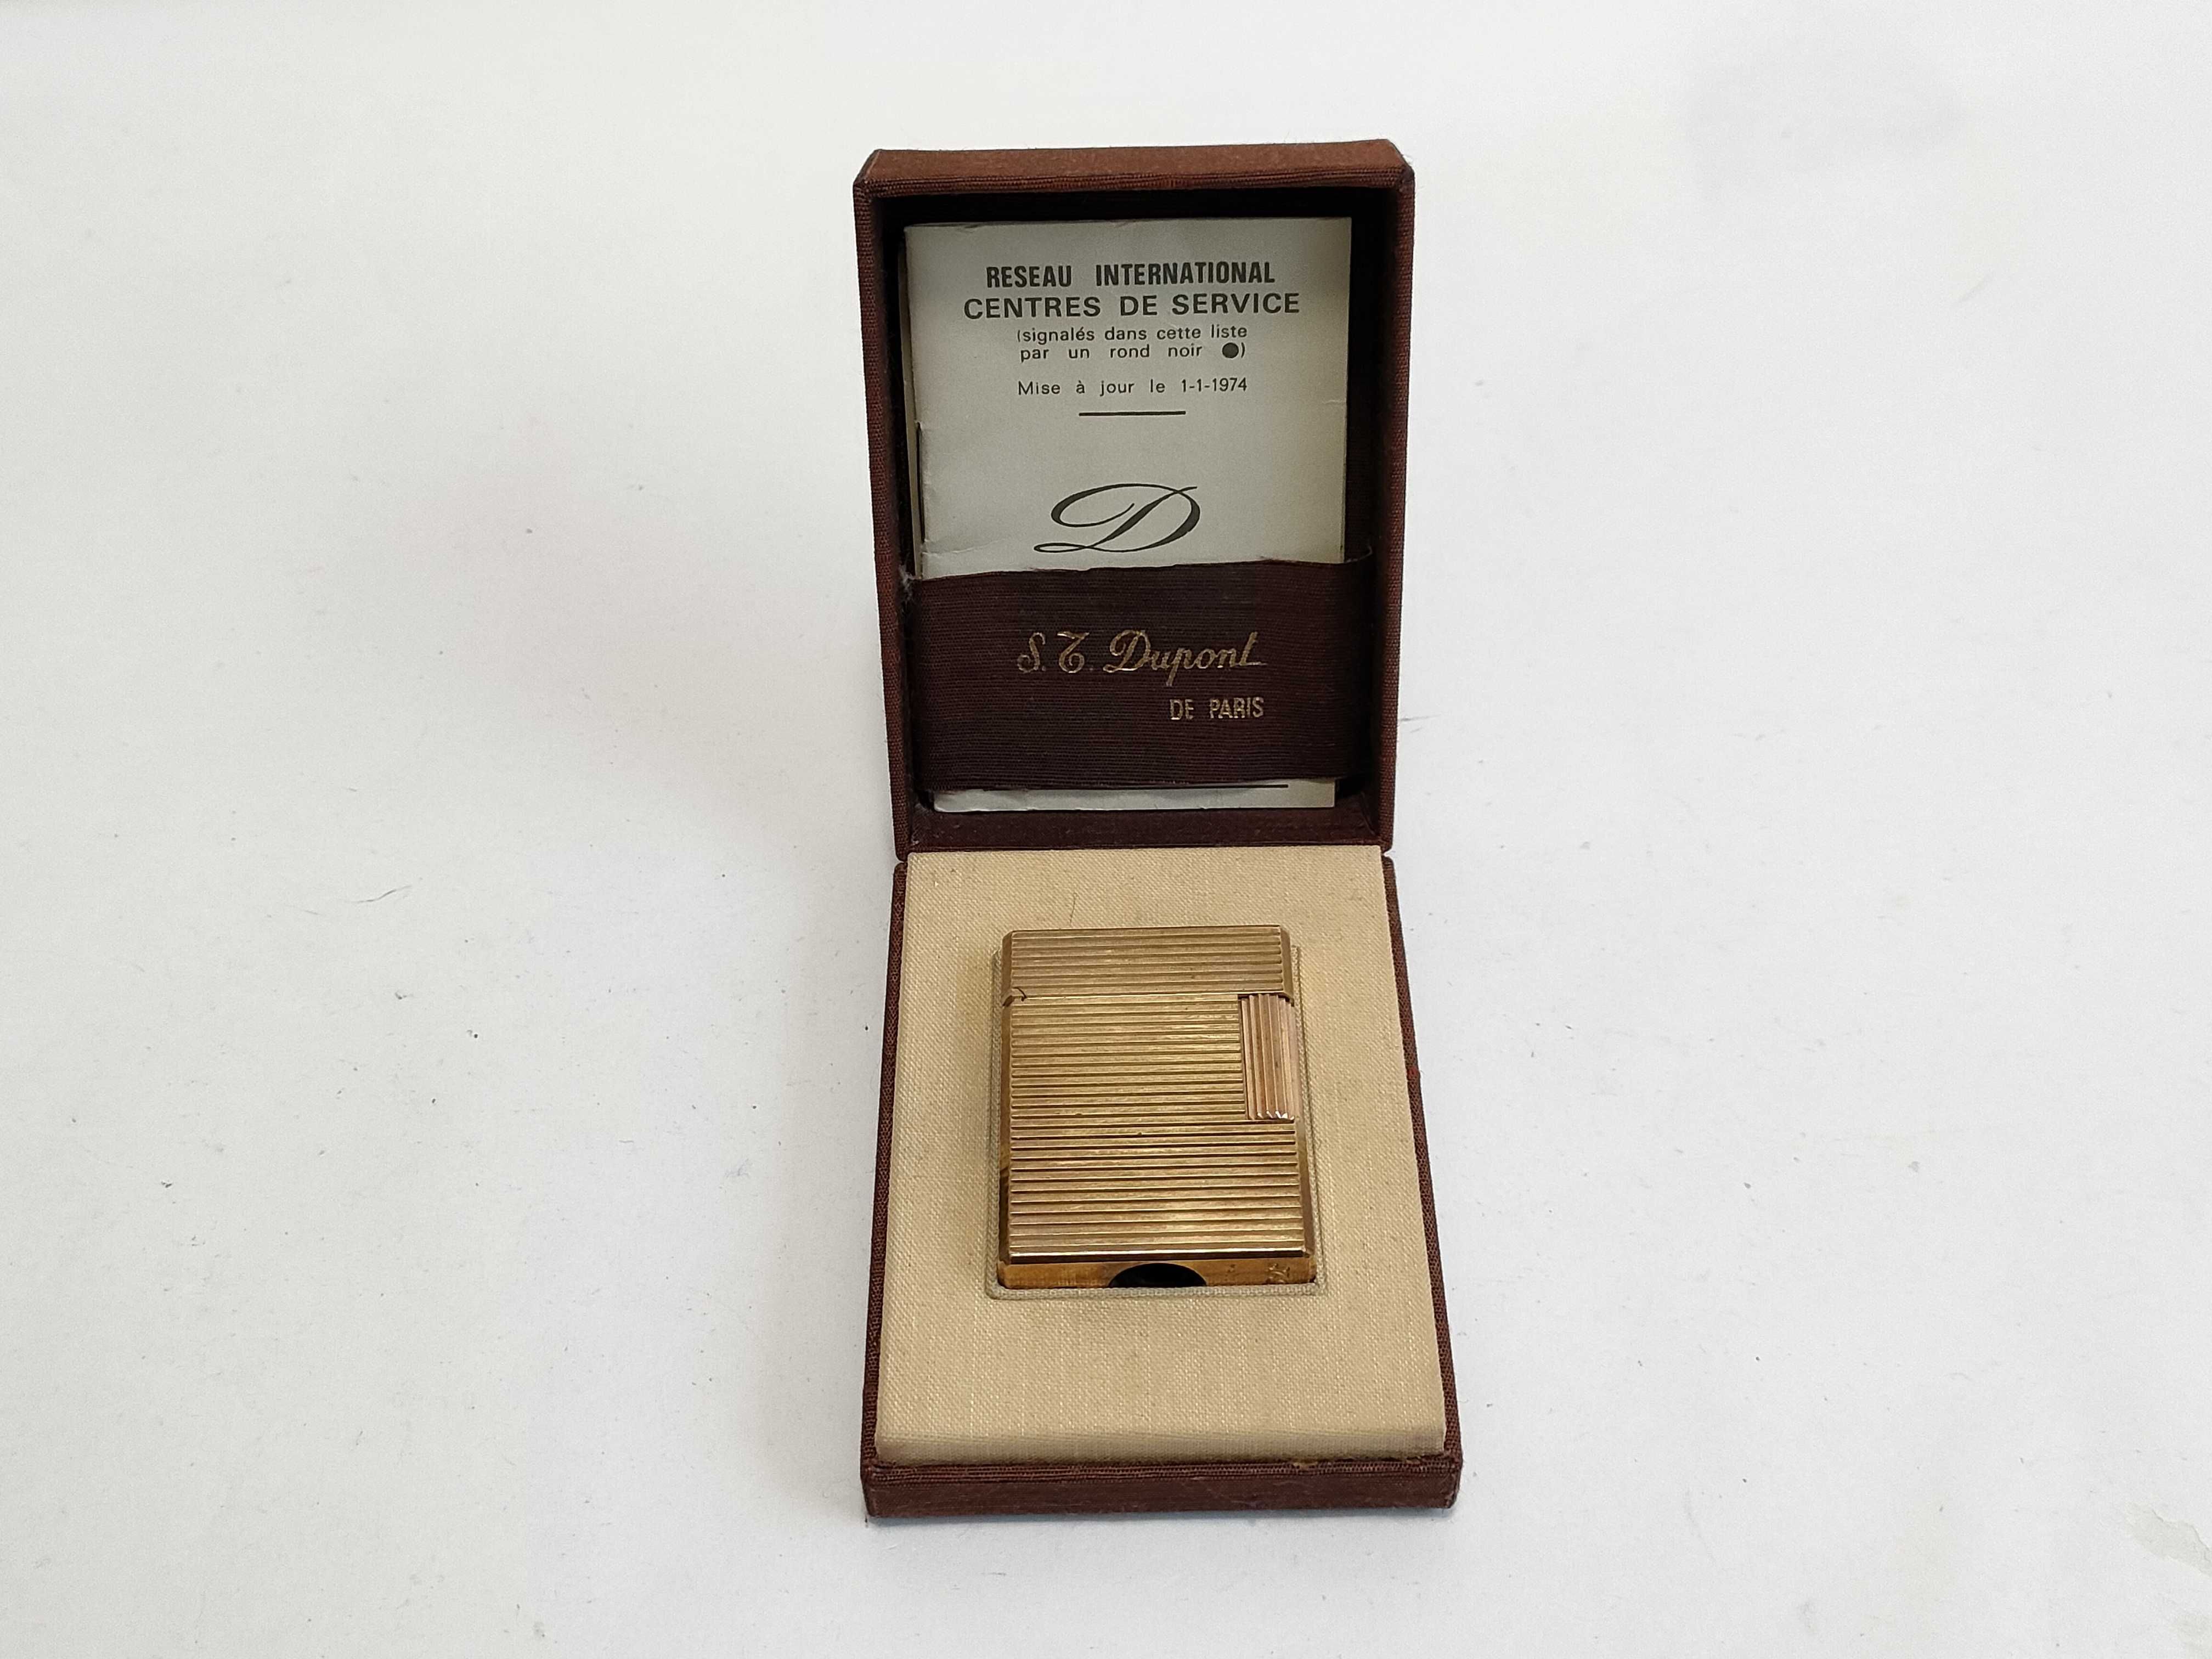 RESEAU INTERNATIONAL
CENTRES DE SERVICE
(signalés dans cette liste
par un rond noir ●)
Mise à jour le 1-1-1974
D
S.T. Dupont
DE PARIS